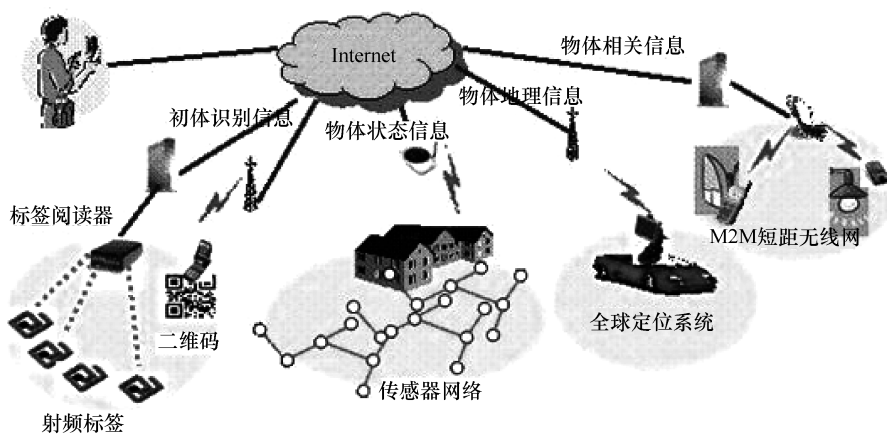 Internet
物体相关信息
物体地理信息
初体识别信息
物体状态信息
标签阅读器
M2M短距无线网
二维码
全球定位系统
传感器网络
射频标签